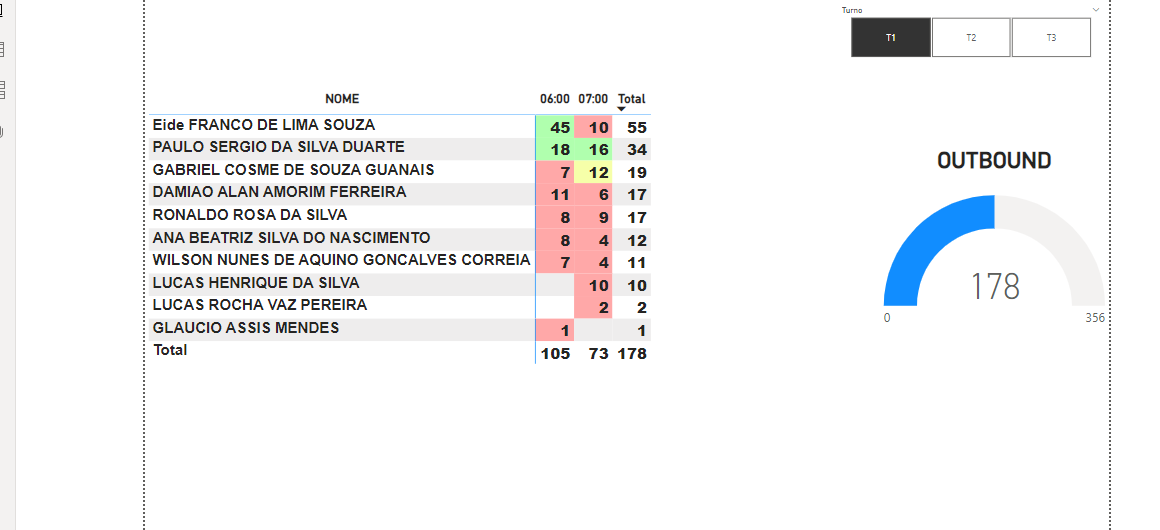 Turno
T1 T2 T3
NOME 06:00 07:00 Total
Eide FRANCO DE LIMA SOUZA 45 10 55
PAULO SERGIO DA SILVA DUARTE 18 16 34
GABRIEL COSME DE SOUZA GUANAIS 7 12 19
DAMIAO ALAN AMORIM FERREIRA 11 6 17
RONALDO ROSA DA SILVA 8 9 17
ANA BEATRIZ SILVA DO NASCIMENTO 8 4 12
WILSON NUNES DE AQUINO GONCALVES CORREIA 7 4 11
LUCAS HENRIQUE DA SILVA 10 10
LUCAS ROCHA VAZ PEREIRA 2 2
GLAUCIO ASSIS MENDES 1 1
Total 105 73 178
OUTBOUND
178
0 356